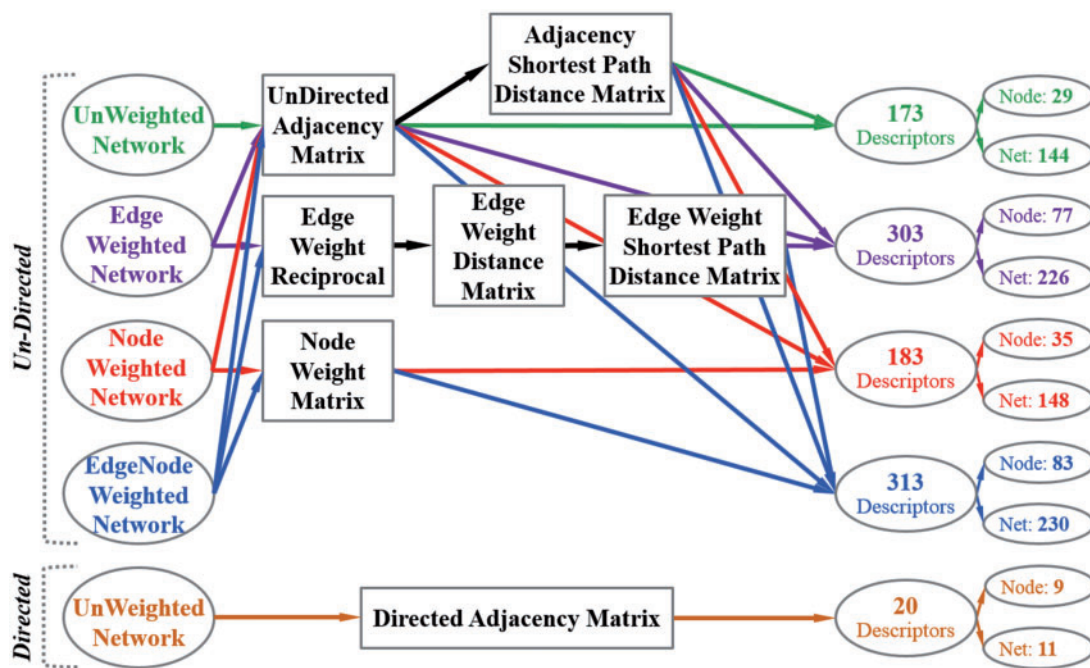 Un-Directed
UnWeighted
Network
Edge
Weighted
Network
Node
Weighted
Network
EdgeNode
Weighted
Network
UnDirected
Adjacency
Matrix
Adjacency
Shortest Path
Distance Matrix
Edge
Weight
Reciprocal
Edge
Weight
Distance
Matrix
Edge Weight
Shortest Path
Distance Matrix
Node
Weight
Matrix
173
Descriptors
Node: 29
Net: 144
303
Descriptors
Node: 77
Net: 226
183
Descriptors
Node: 35
Net: 148
313
Descriptors
Node: 83
Net: 230
Directed
UnWeighted
Network
Directed Adjacency Matrix
20
Descriptors
Node: 9
Net: 11